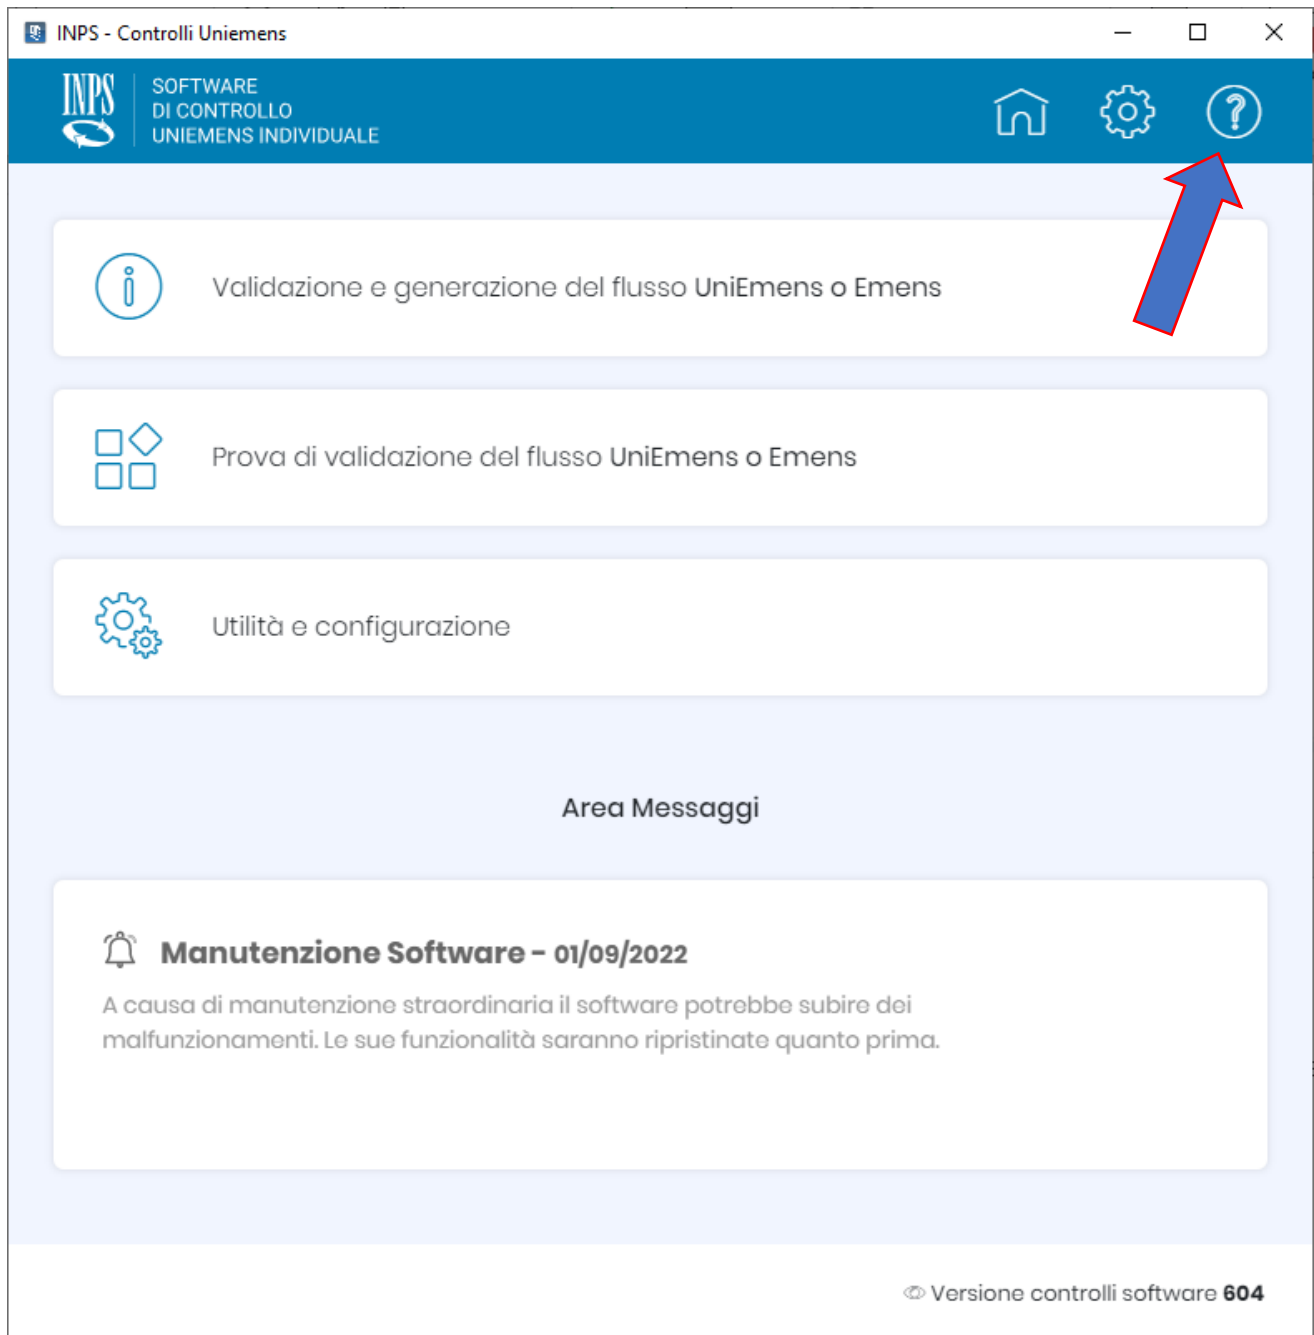 INPS - Controlli Uniemens
INPS
SOFTWARE
DI CONTROLLO
UNIEMENS INDIVIDUALE
Validazione e generazione del flusso UniEmens o Emens
Prova di validazione del flusso UniEmens o Emens
Utilità e configurazione
Area Messaggi
Manutenzione Software - 01/09/2022
A causa di manutenzione straordinaria il software potrebbe subire dei
malfunzionamenti. Le sue funzionalità saranno ripristinate quanto prima.
Versione controlli software 604